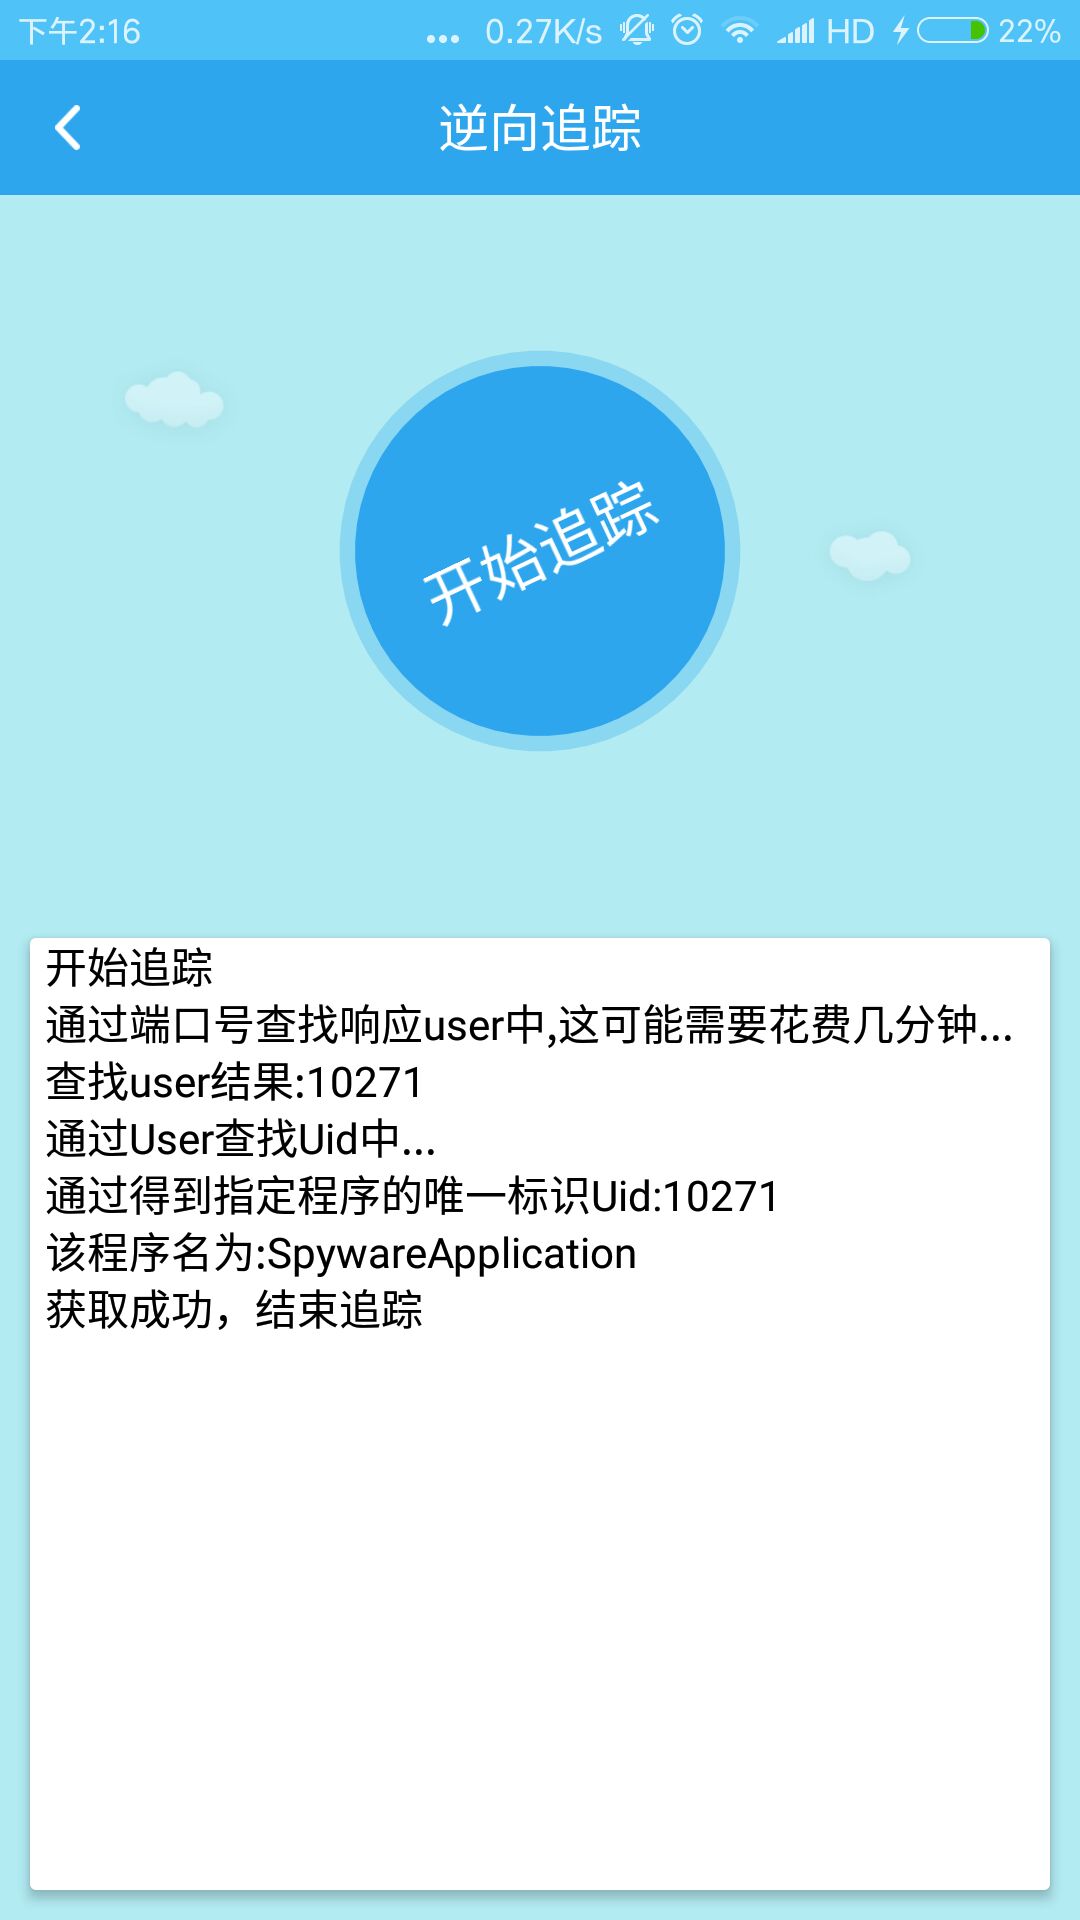 下午2:16 ... 0.27K/s HD 22%
逆向追踪
开始追踪
开始追踪
通过端口号查找响应user中,这可能需要花费几分钟...
查找user结果:10271
通过User查找Uid中...
通过得到指定程序的唯一标识Uid:10271
该程序名为:SpywareApplication
获取成功，结束追踪